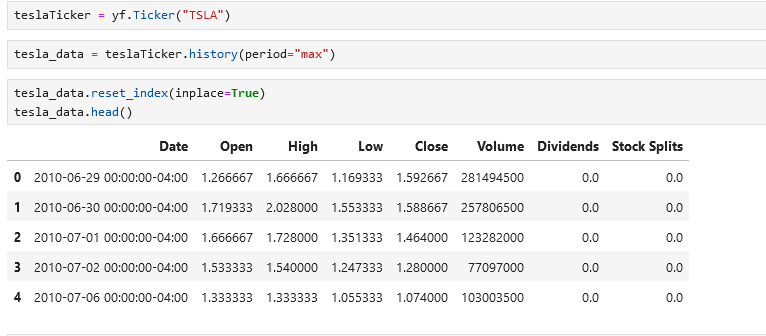 teslaTicker = yf.Ticker("TSLA")
tesla_data = teslaTicker.history(period="max")
tesla_data.reset_index(inplace=True)
tesla_data.head()
Date Open High Low Close Volume Dividends Stock Splits
0 2010-06-29 00:00:00-04:00 1.266667 1.666667 1.169333 1.592667 281494500 0.0 0.0
1 2010-06-30 00:00:00-04:00 1.719333 2.028000 1.553333 1.588667 257806500 0.0 0.0
2 2010-07-01 00:00:00-04:00 1.666667 1.728000 1.351333 1.464000 123282000 0.0 0.0
3 2010-07-02 00:00:00-04:00 1.533333 1.540000 1.247333 1.280000 77097000 0.0 0.0
4 2010-07-06 00:00:00-04:00 1.333333 1.333333 1.055333 1.074000 103003500 0.0 0.0